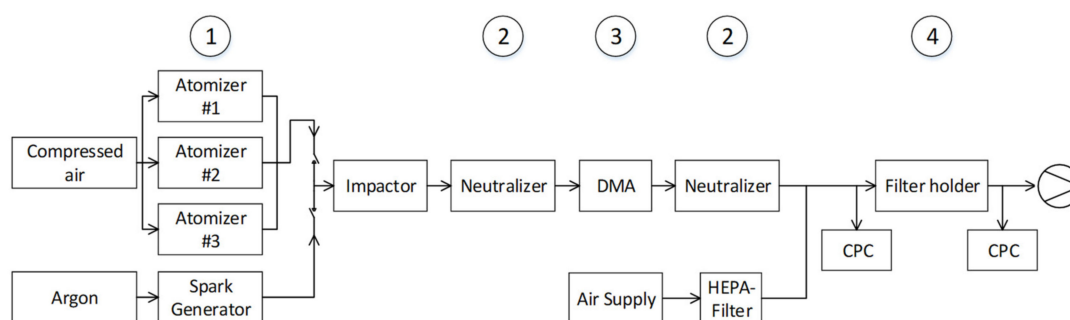 1
2
3
2
4
Atomizer
#1
Compressed
air
Atomizer
#2
Impactor
Neutralizer
DMA
Neutralizer
Filter holder
Atomizer
#3
CPC
CPC
Argon
Spark
Generator
Air Supply
HEPA-
Filter